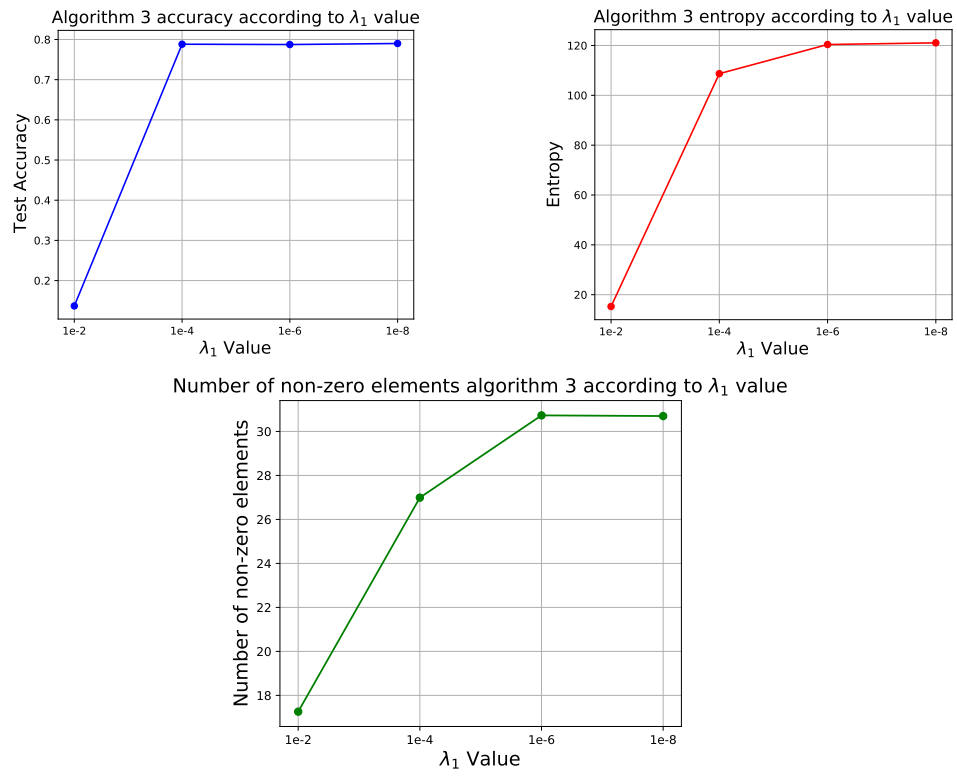 Algorithm 3 accuracy according to λ₁ value
0.8
0.7
0.6
0.5
0.4
0.3
0.2
Test Accuracy
1e-2 1e-4 1e-6 1e-8
λ₁ Value
Algorithm 3 entropy according to λ₁ value
120
100
80
60
40
20
Entropy
1e-2 1e-4 1e-6 1e-8
λ₁ Value
Number of non-zero elements algorithm 3 according to λ₁ value
30
28
26
24
22
20
18
Number of non-zero elements
1e-2 1e-4 1e-6 1e-8
λ₁ Value